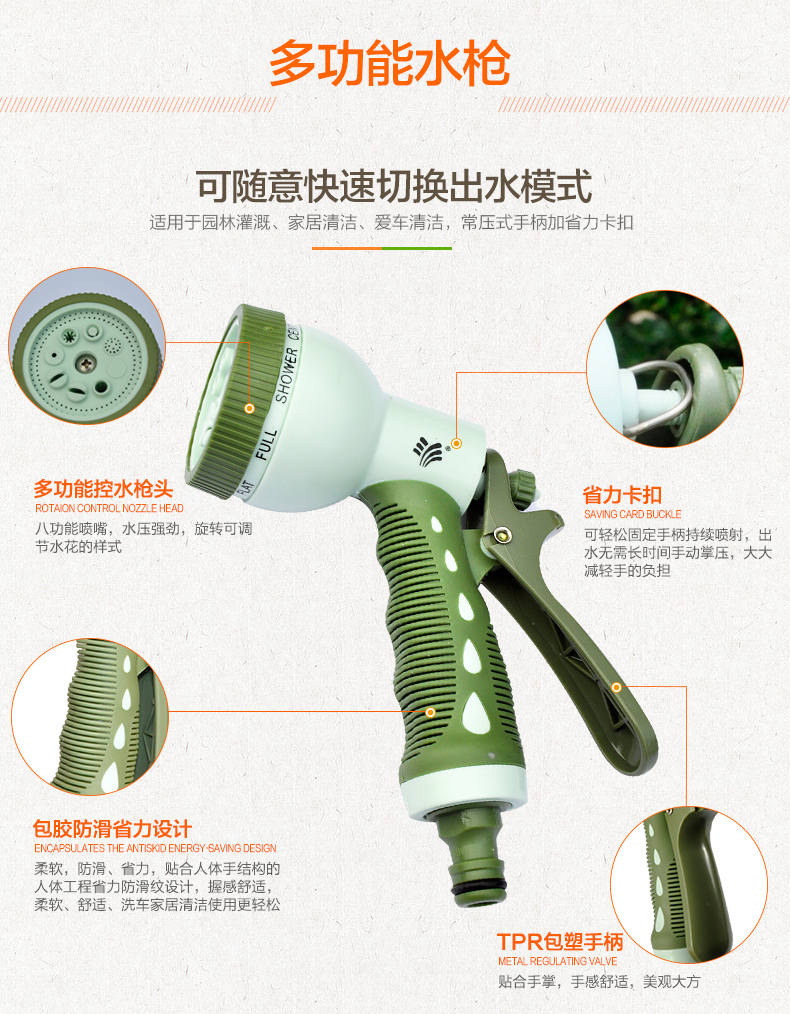 多功能水枪
可随意快速切换出水模式
适用于园林灌溉、家居清洁、爱车清洁，常压式手柄加省力卡扣
SHOWER
FULL
FLAT
®
多功能控水枪头
ROTAION CONTROL NOZZLE HEAD
八功能喷嘴，水压强劲，旋转可调
节水花的样式
省力卡扣
SAVING CARD BUCKLE
可轻松固定手柄持续喷射，出
水无需长时间手动掌压，大大
减轻手的负担
包胶防滑省力设计
ENCAPSULATES THE ANTISKID ENERGY-SAVING DESIGN
柔软，防滑、省力，贴合人体手结构的
人体工程省力防滑纹设计，握感舒适，
柔软、舒适、洗车家居清洁使用更轻松
TPR包塑手柄
METAL REGULATING VALVE
贴合手掌，手感舒适，美观大方